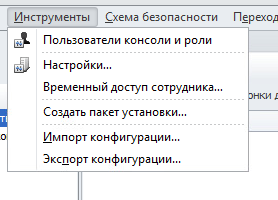 Инструменты Схема безопасности Переход
Пользователи консоли и роли
Настройки...
Временный доступ сотрудника...
Создать пакет установки...
Импорт конфигурации...
Экспорт конфигурации...